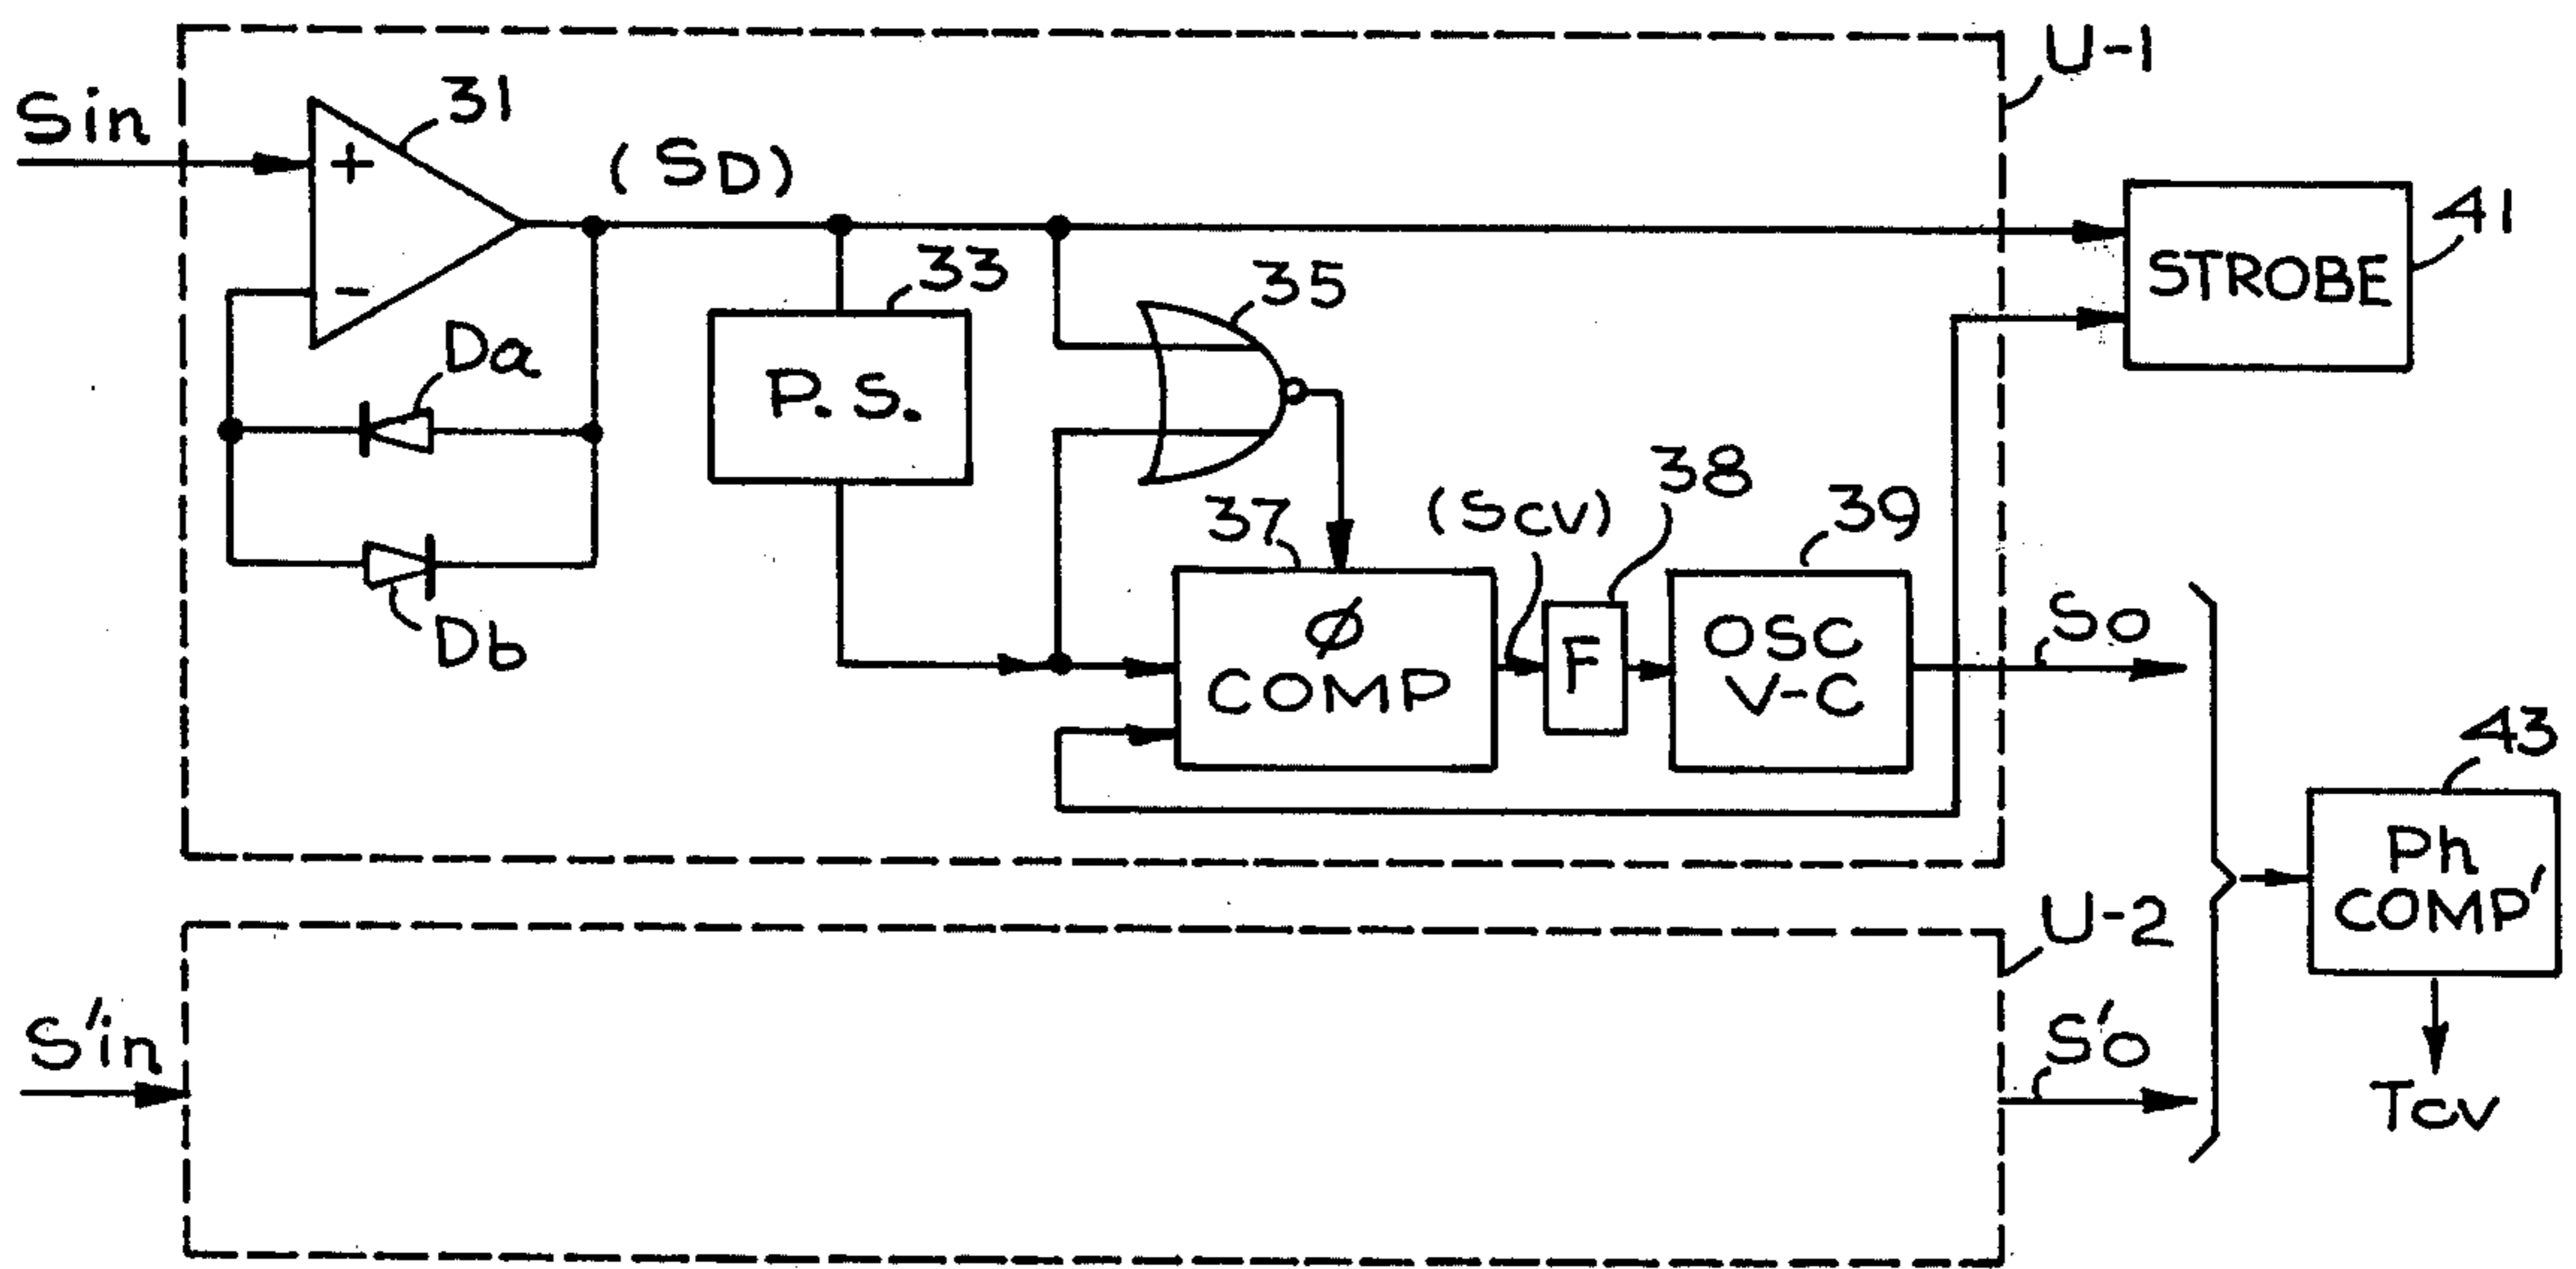 U-1
Sin
31
+
(SD)
-
33
35
41
STROBE
Da
P. S.
37
(SCV)
38
39
Db
Ø
COMP
F
OSC
V-C
So
43
Ph
COMP'
U-2
S'in
S'o
Tcv